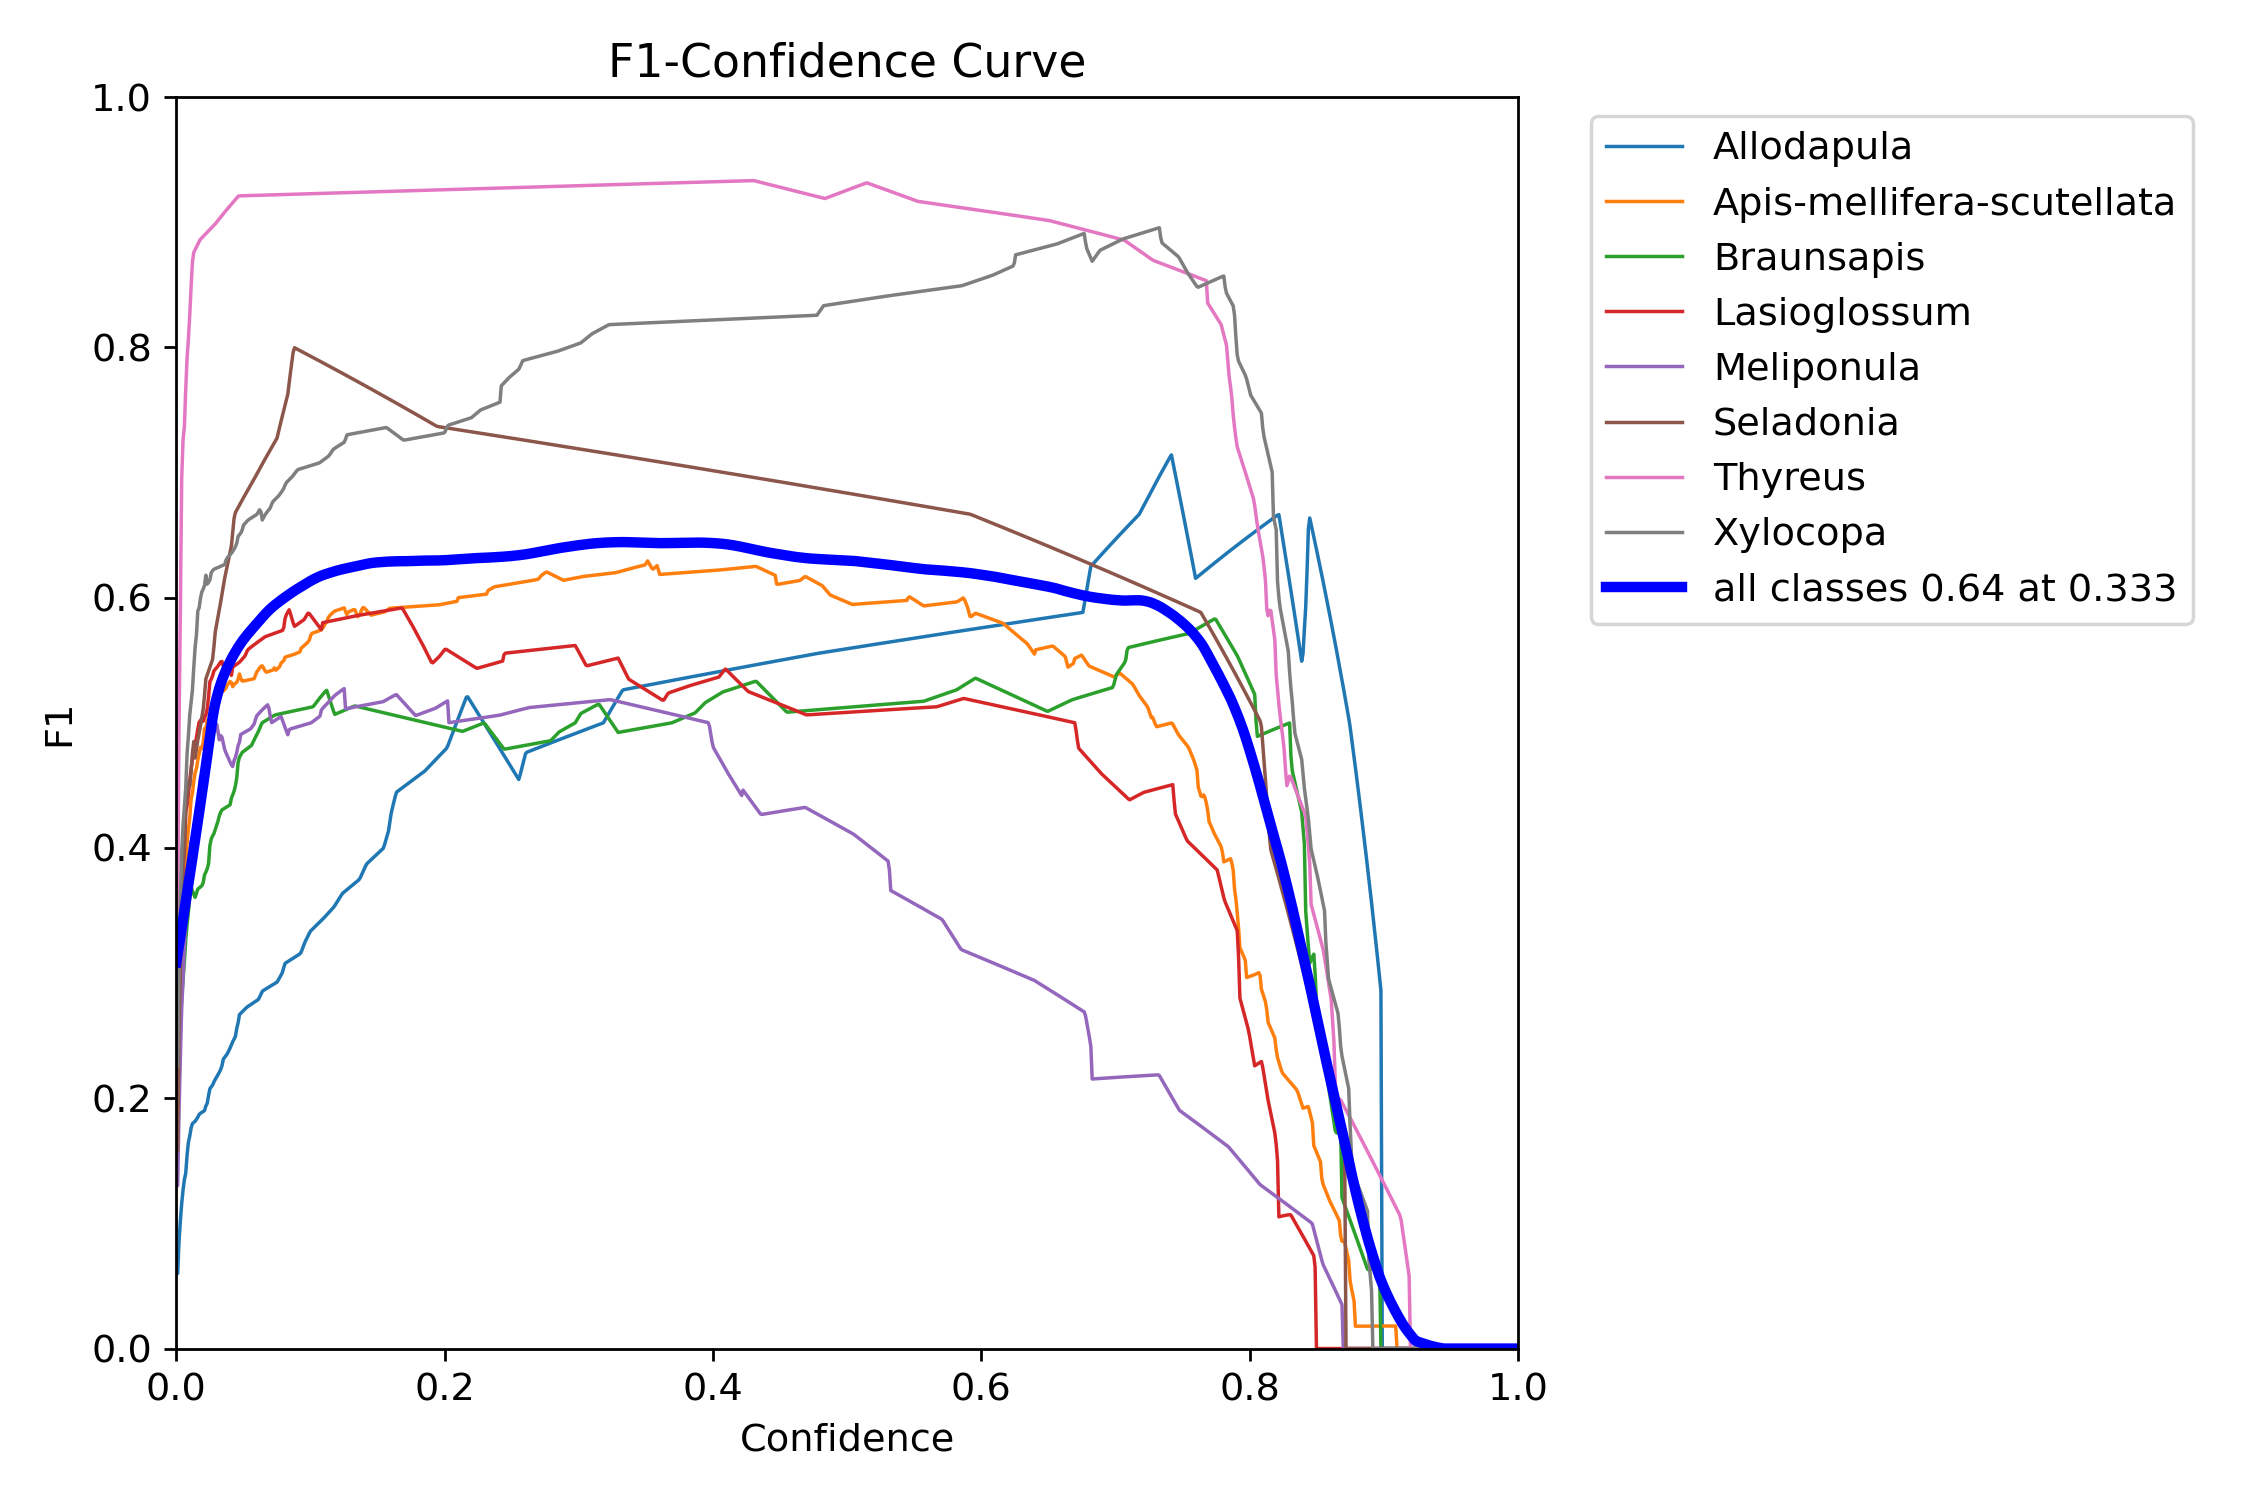 F1-Confidence Curve
1.0
0.8
0.6
0.4
0.2
0.0
F1
0.0
0.2
0.4
0.6
0.8
1.0
Confidence
Allodapula
Apis-mellifera-scutellata
Braunsapis
Lasioglossum
Meliponula
Seladonia
Thyreus
Xylocopa
all classes 0.64 at 0.333